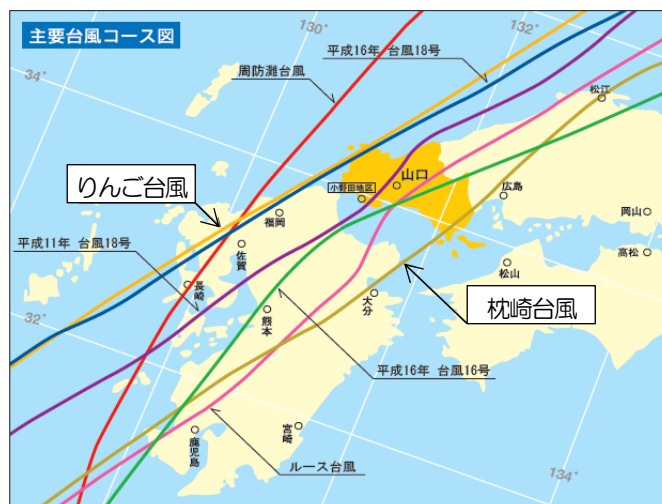 主要台風コース図
130°
平成16年 台風18号
132°
34°
周防灘台風
松江
りんご台風
山口
小野田地区
広島
岡山
福岡
平成11年 台風18号
佐賀
高松
松山
長崎
大分
枕崎台風
32°
熊本
平成16年 台風16号
宮崎
鹿児島
ルース台風
130°
132°
134°